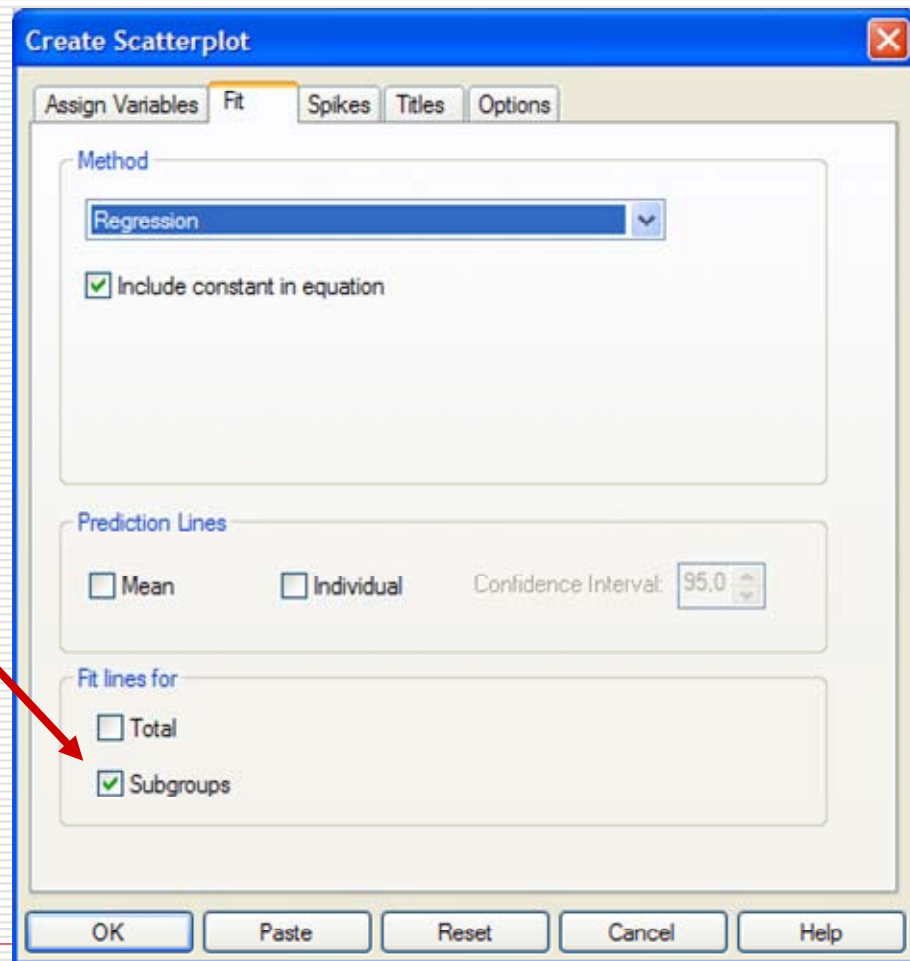 Create Scatterplot
Assign Variables Fit Spikes Titles Options
Method
Regression
Include constant in equation
Prediction Lines
Mean Individual Confidence Interval: 95,0
Fit lines for
Total
Subgroups
OK Paste Reset Cancel Help